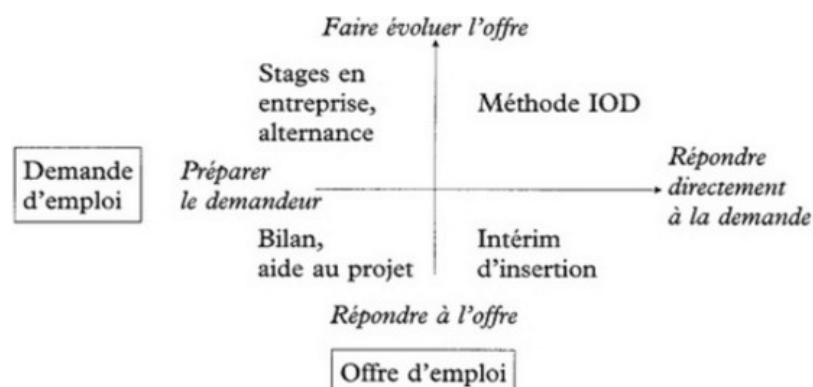 Faire évoluer l'offre
Stages en
entreprise,
alternance
Méthode IOD
Demande
d'emploi
Préparer
le demandeur
Répondre
directement
à la demande
Bilan,
aide au projet
Intérim
d'insertion
Répondre à l'offre
Offre d'emploi